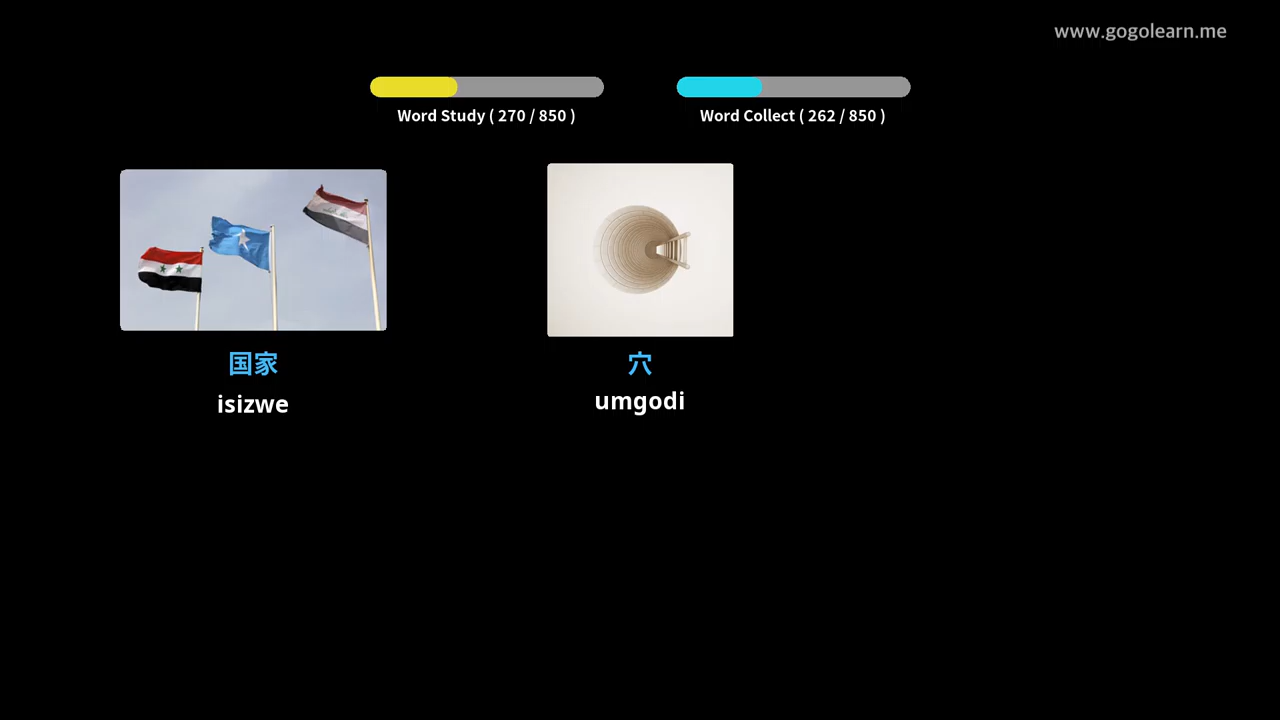 www.gogolearn.me
Word Study ( 270 / 850 )
Word Collect ( 262 / 850 )
国家
isizwe
穴
umgodi